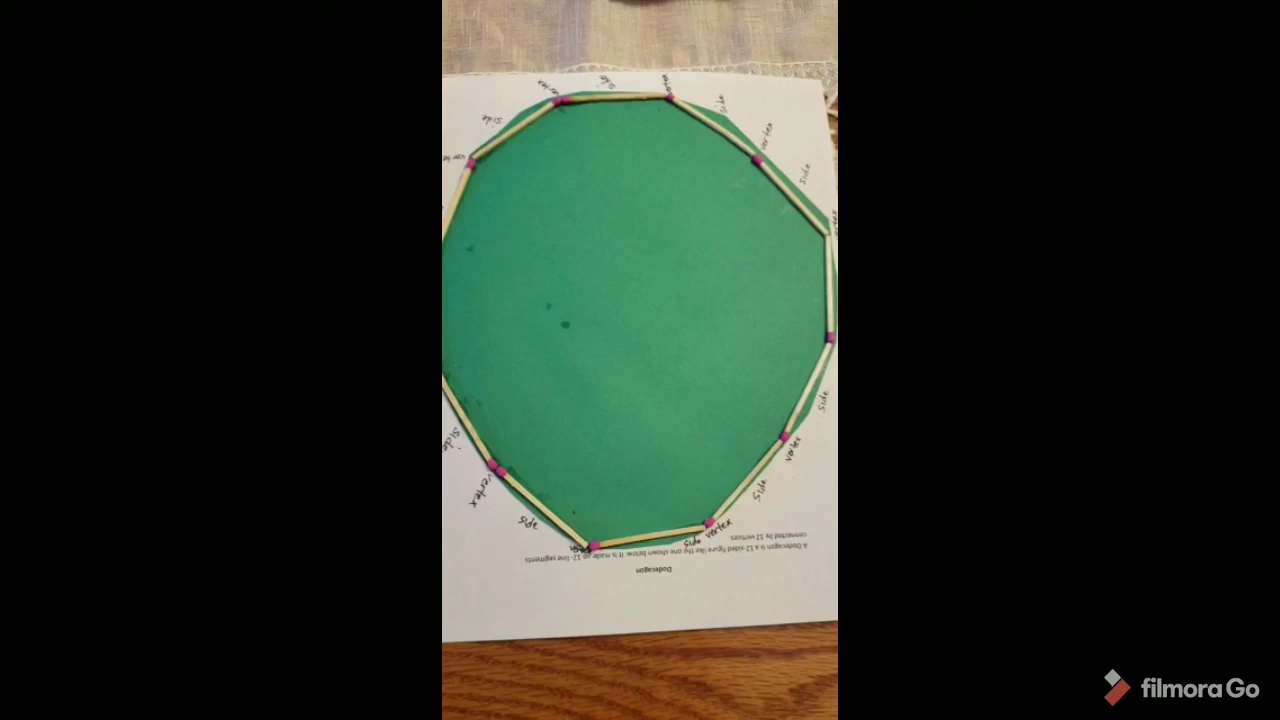 Dodecagon
A Dodecagon is a 12-sided figure like the one shown below. It is made up 12- line segments
connected by 12 vertices
side
vertex
side
vertex
side
vertex
side
side
vertex
side
vertex
side
side
vertex
side
filmora Go